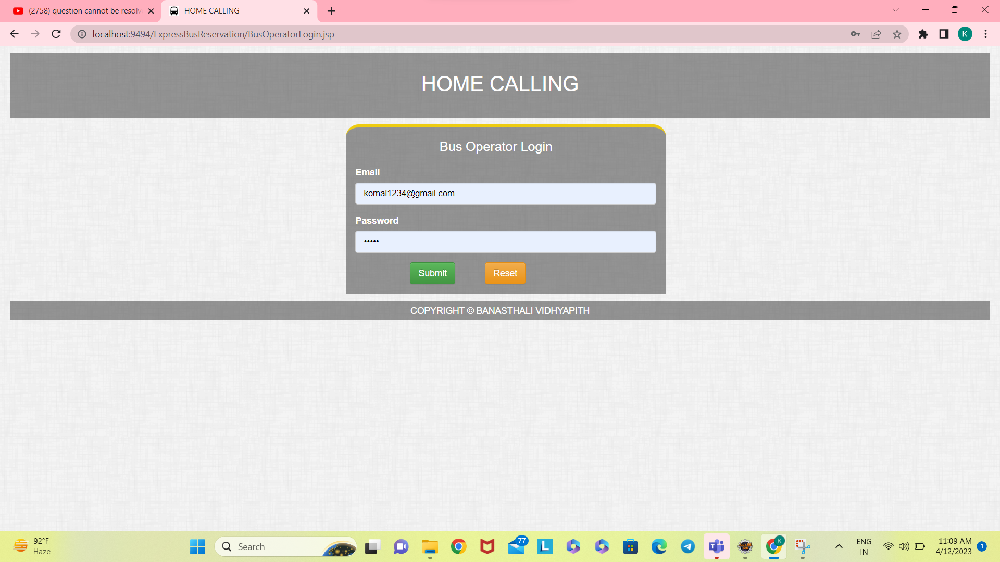 (2758) question cannot be resolv
HOME CALLING
localhost:9494/ExpressBusReservation/BusOperatorLogin.jsp
K
HOME CALLING
Bus Operator Login
Email
komal1234@gmail.com
Password
•••••
Submit
Reset
COPYRIGHT © BANASTHALI VIDHYAPITH
92°F
Haze
Search
77
L
T
K
ENG
IN
11:09 AM
4/12/2023
1